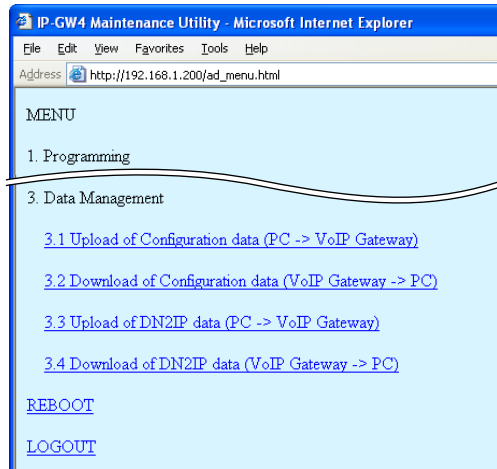 IP-GW4 Maintenance Utility - Microsoft Internet Explorer
File Edit View Favorites Tools Help
Address http://192.168.1.200/ad_menu.html
MENU
1. Programming
3. Data Management
3.1 Upload of Configuration data (PC -> VoIP Gateway)
3.2 Download of Configuration data (VoIP Gateway -> PC)
3.3 Upload of DN2IP data (PC -> VoIP Gateway)
3.4 Download of DN2IP data (VoIP Gateway -> PC)
REBOOT
LOGOUT